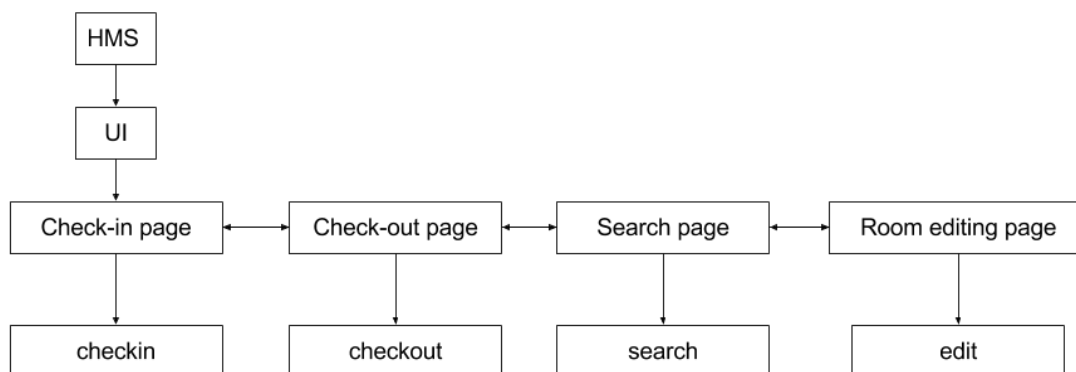 HMS
UI
Check-in page
Check-out page
Search page
Room editing page
checkin
checkout
search
edit